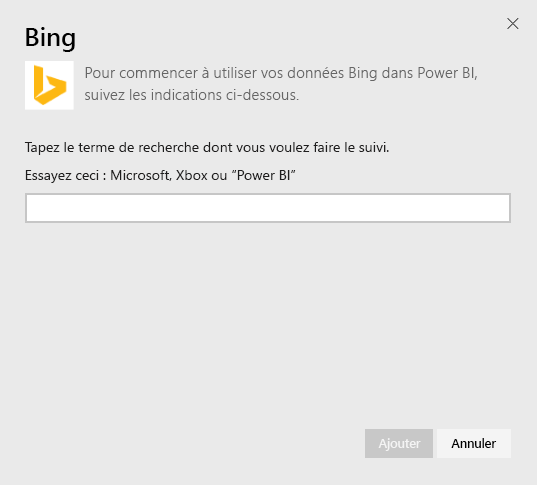 Bing
Pour commencer à utiliser vos données Bing dans Power BI,
suivez les indications ci-dessous.
Tapez le terme de recherche dont vous voulez faire le suivi.
Essayez ceci : Microsoft, Xbox ou "Power BI"
Ajouter
Annuler